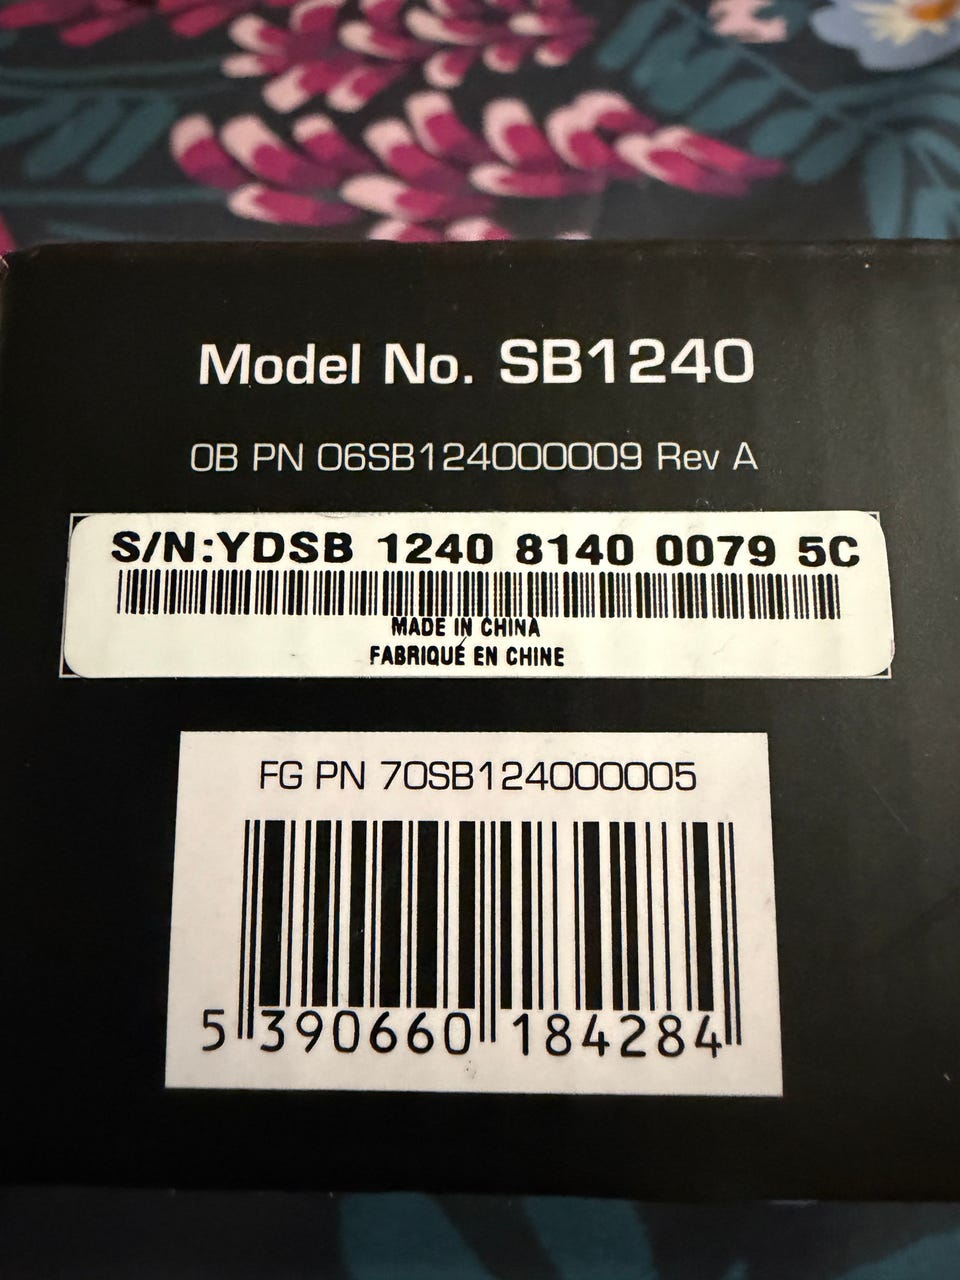 Model No. SB1240
OB PN 06SB124000009 Rev A
S/N:YDSB 1240 8140 0079 5C
MADE IN CHINA
FABRIQUÉ EN CHINE
FG PN 70SB124000005
5 390660 184284